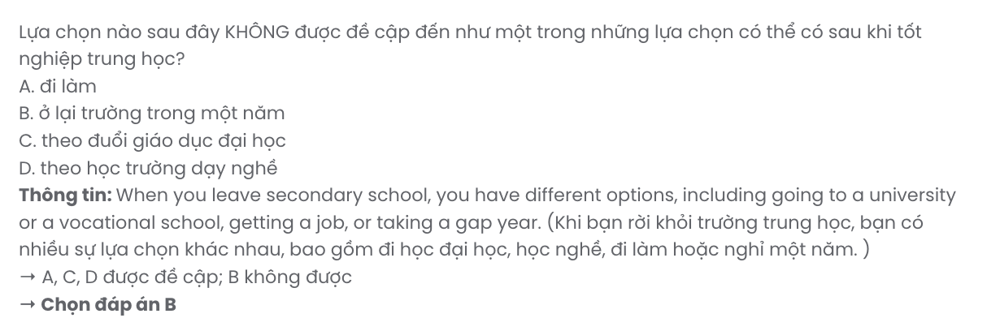 Lựa chọn nào sau đây KHÔNG được đề cập đến như một trong những lựa chọn có thể có sau khi tốt
nghiệp trung học?
A. đi làm
B. ở lại trường trong một năm
C. theo đuổi giáo dục đại học
D. theo học trường dạy nghề
Thông tin: When you leave secondary school, you have different options, including going to a university
or a vocational school, getting a job, or taking a gap year. (Khi bạn rời khỏi trường trung học, bạn có
nhiều sự lựa chọn khác nhau, bao gồm đi học đại học, học nghề, đi làm hoặc nghỉ một năm. )
→ A, C, D được đề cập; B không được
→ Chọn đáp án B